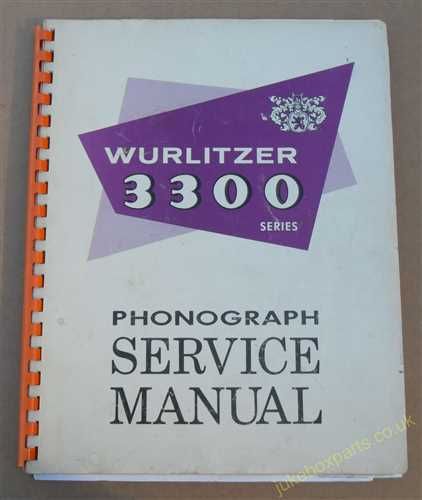 WURLITZER
3300
SERIES
PHONOGRAPH
SERVICE
MANUAL
jukeboxparts.co.uk